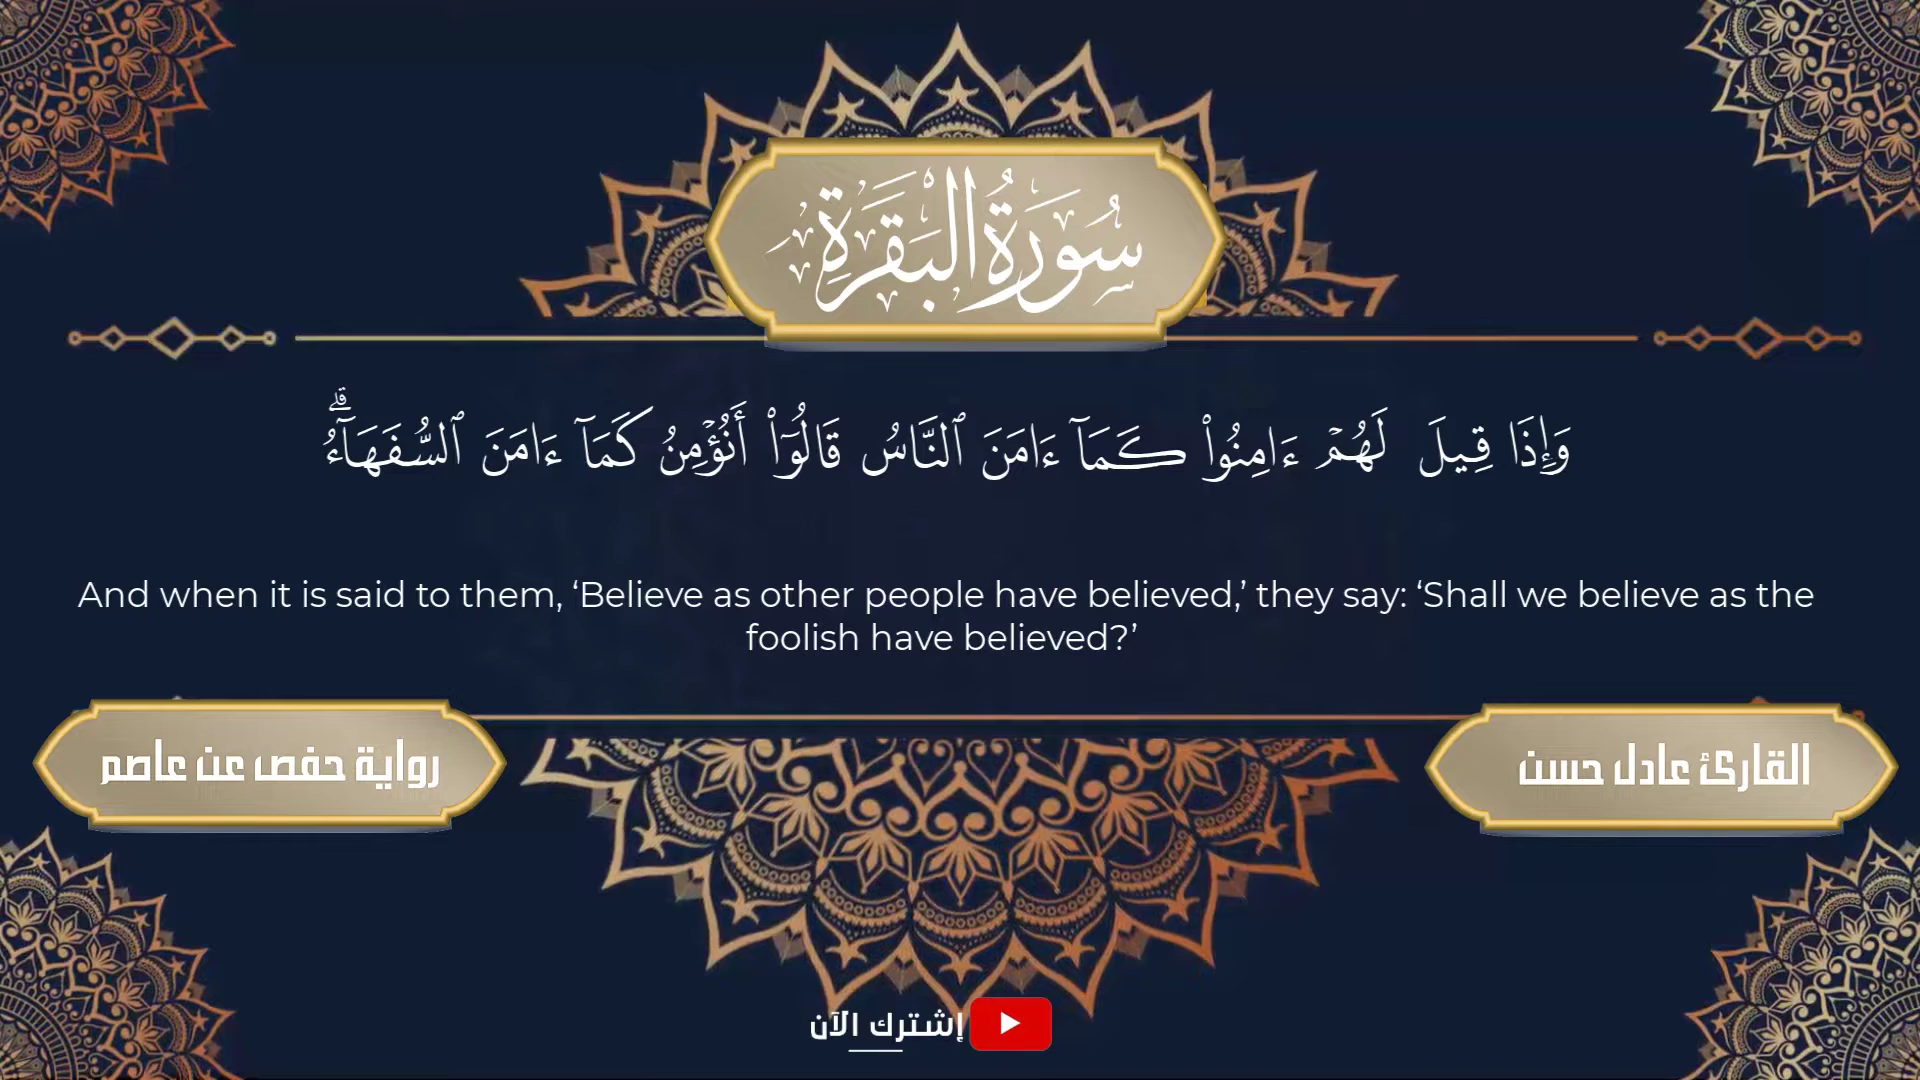 سُورَةُ البَقَرَةِ
وَإِذَا قِيلَ لَهُمۡ ءَامِنُواْ كَمَآ ءَامَنَ ٱلنَّاسُ قَالُوٓاْ أَنُؤۡمِنُ كَمَآ ءَامَنَ ٱلسُّفَهَآءُۗ
And when it is said to them, ‘Believe as other people have believed,’ they say: ‘Shall we believe as the
foolish have believed?’
القارئ عادل حسن
رواية حفص عن عاصم
إشترك الآن